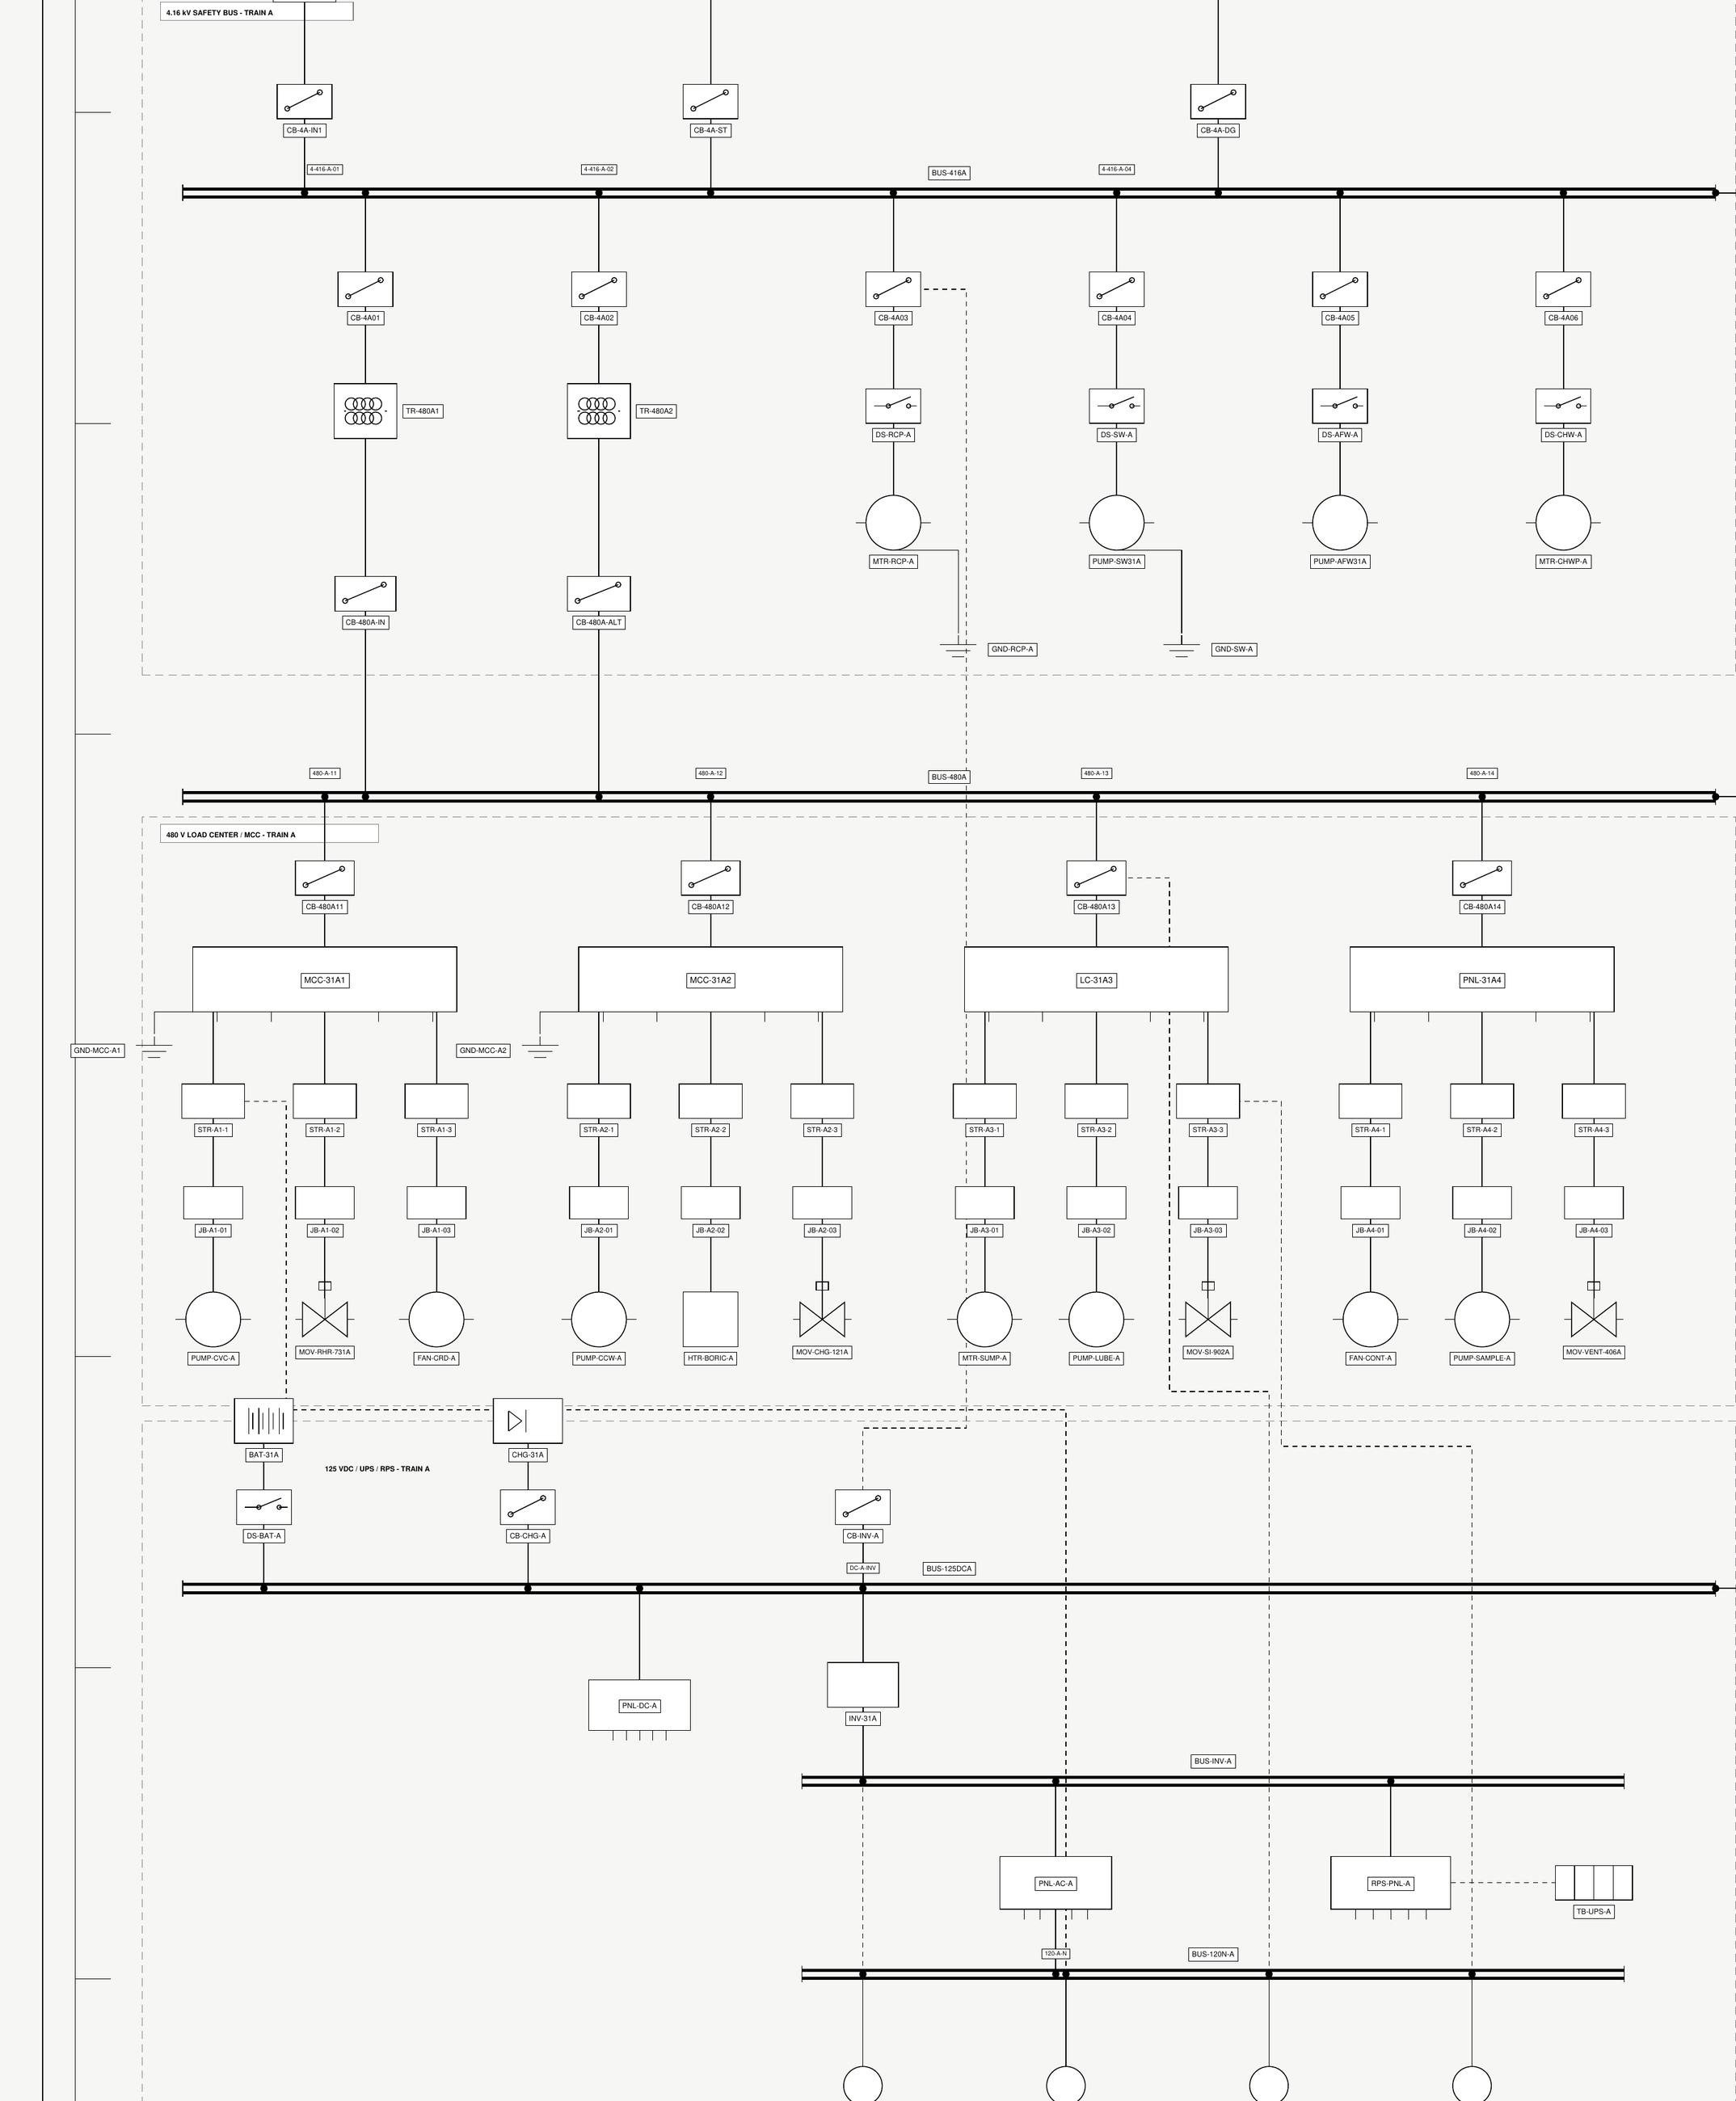 4.16 kV SAFETY BUS - TRAIN A
CB-4A-IN1
CB-4A-ST
CB-4A-DG
4-416-A-01
4-416-A-02
BUS-416A
4-416-A-04
CB-4A01
CB-4A02
CB-4A03
CB-4A04
CB-4A05
CB-4A06
TR-480A1
TR-480A2
DS-RCP-A
DS-SW-A
DS-AFW-A
DS-CHW-A
MTR-RCP-A
PUMP-SW31A
PUMP-AFW31A
MTR-CHWP-A
CB-480A-IN
CB-480A-ALT
GND-RCP-A
GND-SW-A
480-A-11
480-A-12
BUS-480A
480-A-13
480-A-14
480 V LOAD CENTER / MCC - TRAIN A
CB-480A11
CB-480A12
CB-480A13
CB-480A14
MCC-31A1
MCC-31A2
LC-31A3
PNL-31A4
GND-MCC-A1
GND-MCC-A2
STR-A1-1
STR-A1-2
STR-A1-3
STR-A2-1
STR-A2-2
STR-A2-3
STR-A3-1
STR-A3-2
STR-A3-3
STR-A4-1
STR-A4-2
STR-A4-3
JB-A1-01
JB-A1-02
JB-A1-03
JB-A2-01
JB-A2-02
JB-A2-03
JB-A3-01
JB-A3-02
JB-A3-03
JB-A4-01
JB-A4-02
JB-A4-03
PUMP-CVC-A
MOV-RHR-731A
FAN-CRD-A
PUMP-CCW-A
HTR-BORIC-A
MOV-CHG-121A
MTR-SUMP-A
PUMP-LUBE-A
MOV-SI-902A
FAN-CONT-A
PUMP-SAMPLE-A
MOV-VENT-406A
BAT-31A
CHG-31A
125 VDC / UPS / RPS - TRAIN A
DS-BAT-A
CB-CHG-A
CB-INV-A
DC-A-INV
BUS-125DCA
PNL-DC-A
INV-31A
BUS-INV-A
PNL-AC-A
RPS-PNL-A
TB-UPS-A
120-A-N
BUS-120N-A